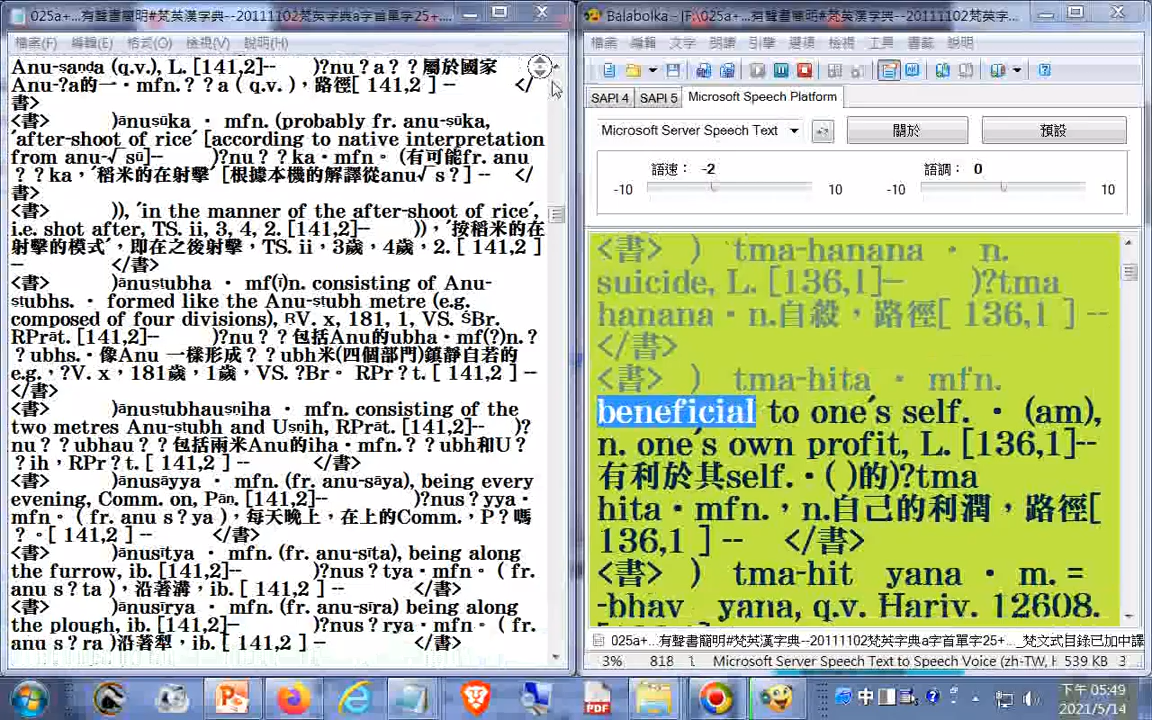 025a+...有聲書簡明#梵英漢字典--20111102梵英字典a字首單字25+...
檔案(F) 編輯(E) 格式(O) 檢視(V) 說明(H)
Anu-ṣaṇḍa (q.v.), L. [141,2]-- )?nu？a？？屬於國家
Anu-?a的一・mfn.？？a ( q.v. )，路徑[ 141,2 ] -- </
書>
<書> )ānuṣūka ・ mfn. (probably fr. anu-ṣūka,
'after-shoot of rice' [according to native interpretation
from anu-√ sū]-- )?nu？？ka・mfn。(有可能fr. anu
？？ka，'稻米的在射擊' [根據本機的解譯從anu√s？] -- </
書>
<書> )), 'in the manner of the after-shoot of rice',
i.e. shot after, TS. ii, 3, 4, 2. [141,2]-- ))，'按稻米的在
射擊的模式'，即在之後射擊，TS. ii，3歲，4歲，2. [ 141,2 ]
-- </書>
<書> )ānuṣṭubha ・ mf(ī)n. consisting of Anu-
ṣṭubhs. ・ formed like the Anu-ṣṭubh metre (e.g.
composed of four divisions), ṚV. x, 181, 1, VS. ŚBr.
RPrāt. [141,2]-- )?nu？？包括Anu的ubha・mf(?)n.？
？ubhs.・像Anu 一樣形成？？ubh米(四個部門)鎮靜自若的
e.g.，?V. x，181歲，1歲，VS. ?Br。 RPr？t. [ 141,2 ] --
</書>
<書> )ānuṣṭubhauṣṇiha ・ mfn. consisting of the
two metres Anuṣṭubh and Uṣṇih, RPrāt. [141,2]-- )?
nu？？ubhau？？包括兩米Anu的iha・mfn.？？ubh和U？
？ih，RPr？t. [ 141,2 ] -- </書>
<書> )ānusāyya ・ mfn. (fr. anu-sāya), being every
evening, Comm. on, Pāṇ. [141,2]-- )?nus？yya・
mfn。( fr. anu s？ya )，每天晚上，在上的Comm.，P？嗎
？。[ 141,2 ] -- </書>
<書> )ānusītya ・ mfn. (fr. anu-sīta), being along
the furrow, ib. [141,2]-- )?nus？tya・mfn。( fr.
anu s？ta )，沿著溝，ib. [ 141,2 ] -- </書>
<書> )ānusīrya ・ mfn. (fr. anu-sīra) being along
the plough, ib. [141,2]-- )?nus？rya・mfn。( fr.
anu s？ra )沿著犁，ib. [ 141,2 ] -- </書>
Balabolka - [F:\025a+...有聲書簡明#梵英漢字典--20111102梵英字...
檔案 編輯 文字 朗讀 引擎 選項 檢視 工具 書籤 說明
SAPI 4 SAPI 5 Microsoft Speech Platform
Microsoft Server Speech Text 關於 預設
語速： -2 語調： 0
-10 10 -10 10
<書> ) tma-hanana ・ n.
suicide, L. [136,1]-- )?tma
hanana・n.自殺，路徑[ 136,1 ] --
</書>
<書> ) tma-hita ・ mfn.
beneficial to one's self. ・ (am),
n. one's own profit, L. [136,1]--
有利於其self.・( )的)?tma
hita・mfn.，n.自己的利潤，路徑[
136,1 ] -- </書>
<書> ) tma-hit yana ・ m. =
-bhav yana, q.v. Hariv. 12608.
025a+...有聲書簡明#梵英漢字典--20111102梵英字典a字首單字25+..._梵文式目錄已加中譯
3% 818 1 Microsoft Server Speech Text to Speech Voice (zh-TW, H 539 KB 3
中
下午 05:49
2021/5/14